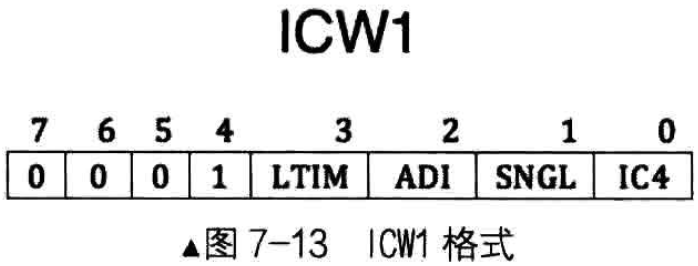 ICW1
7 6 5 4 3 2 1 0
0 0 0 1 LTIM ADI SNGL IC4
▲图 7-13 ICW1 格式